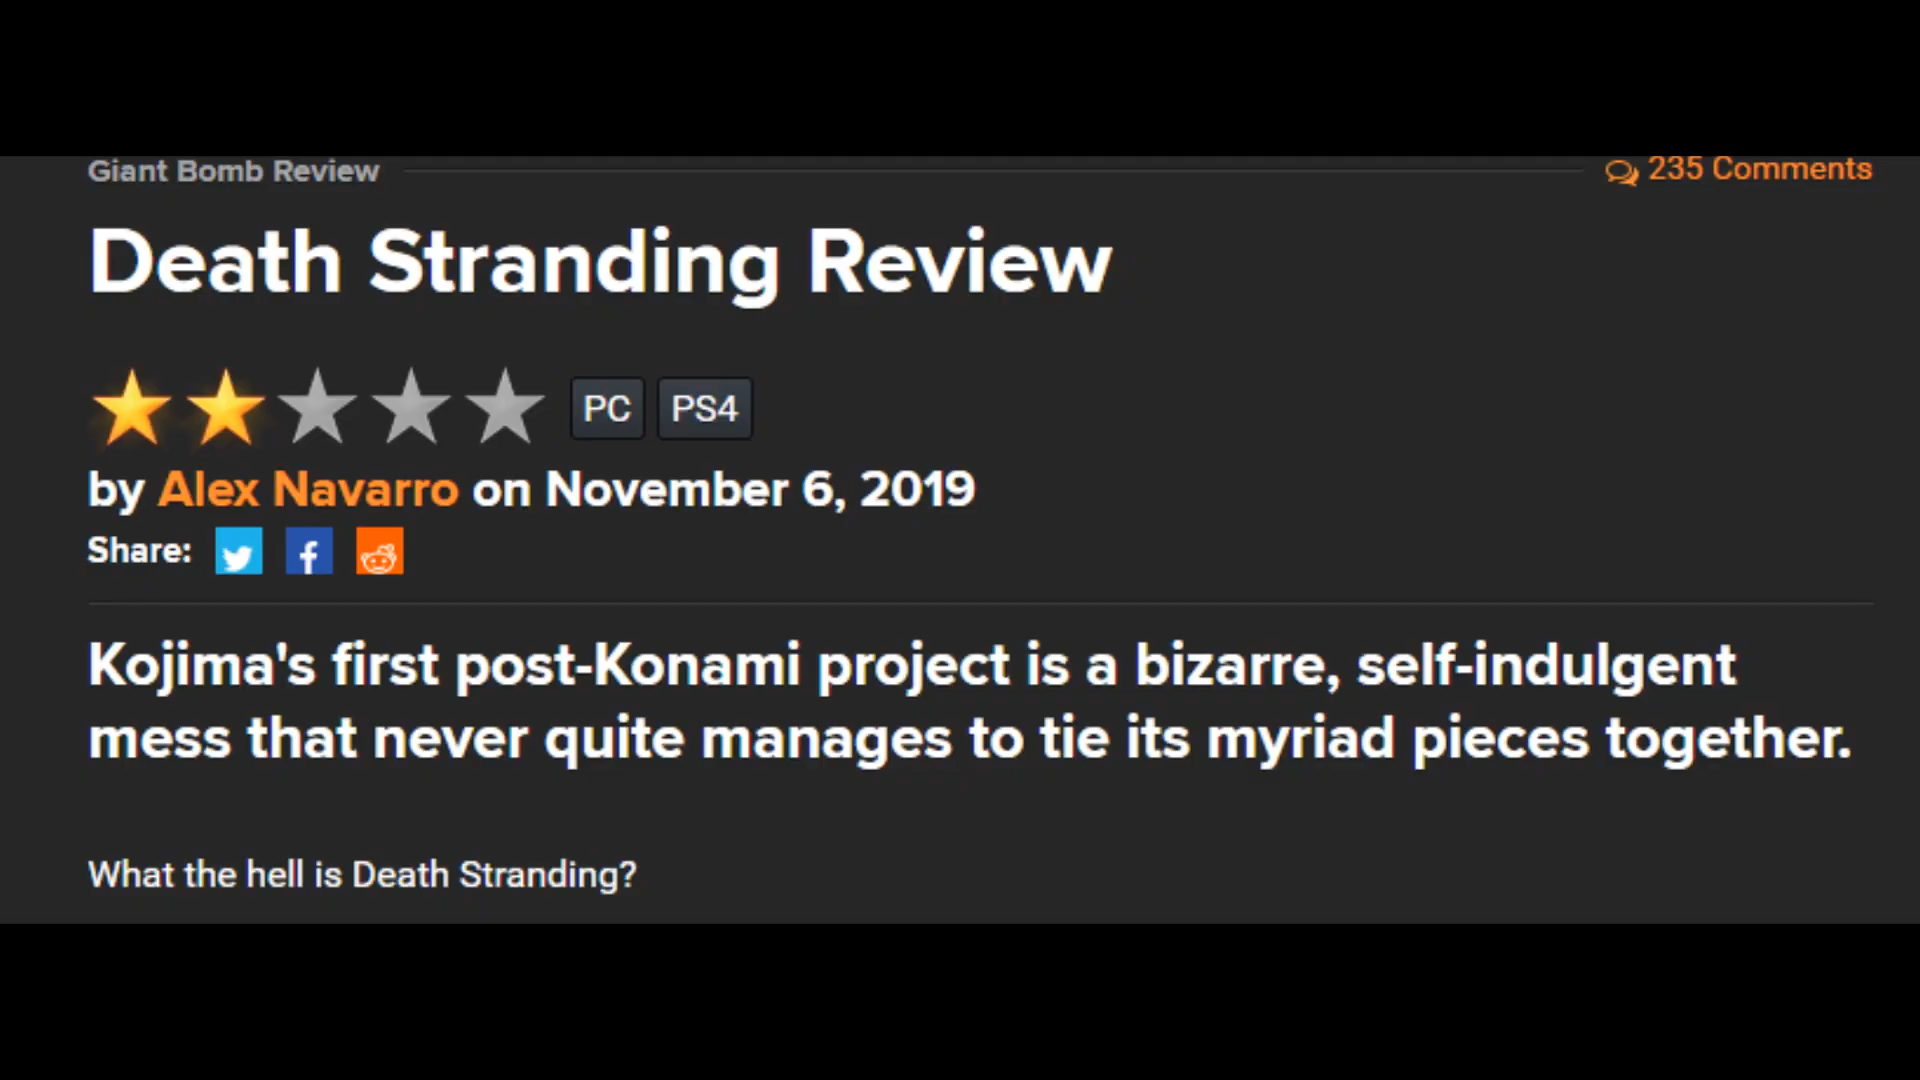 Giant Bomb Review
235 Comments
Death Stranding Review
PC PS4
by Alex Navarro on November 6, 2019
Share:
Kojima's first post-Konami project is a bizarre, self-indulgent
mess that never quite manages to tie its myriad pieces together.
What the hell is Death Stranding?